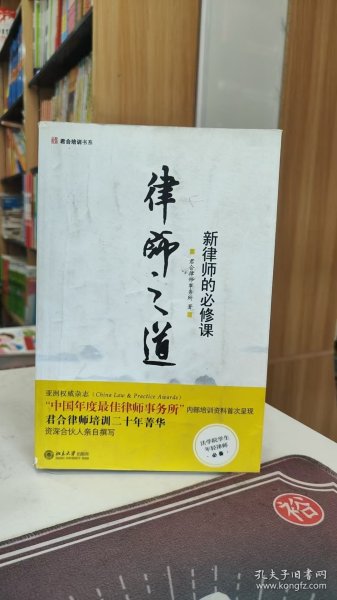 君合培训书系
律师之道
新律师的必修课
君合律师事务所 著
亚洲权威杂志(China Law & Practice Awards)
“中国年度最佳律师事务所”内部培训资料首次呈现
君合律师培训二十年菁华
资深合伙人亲自撰写
法学院学生
年轻律师
必备
北京大学出版社
裕
孔夫子旧书网